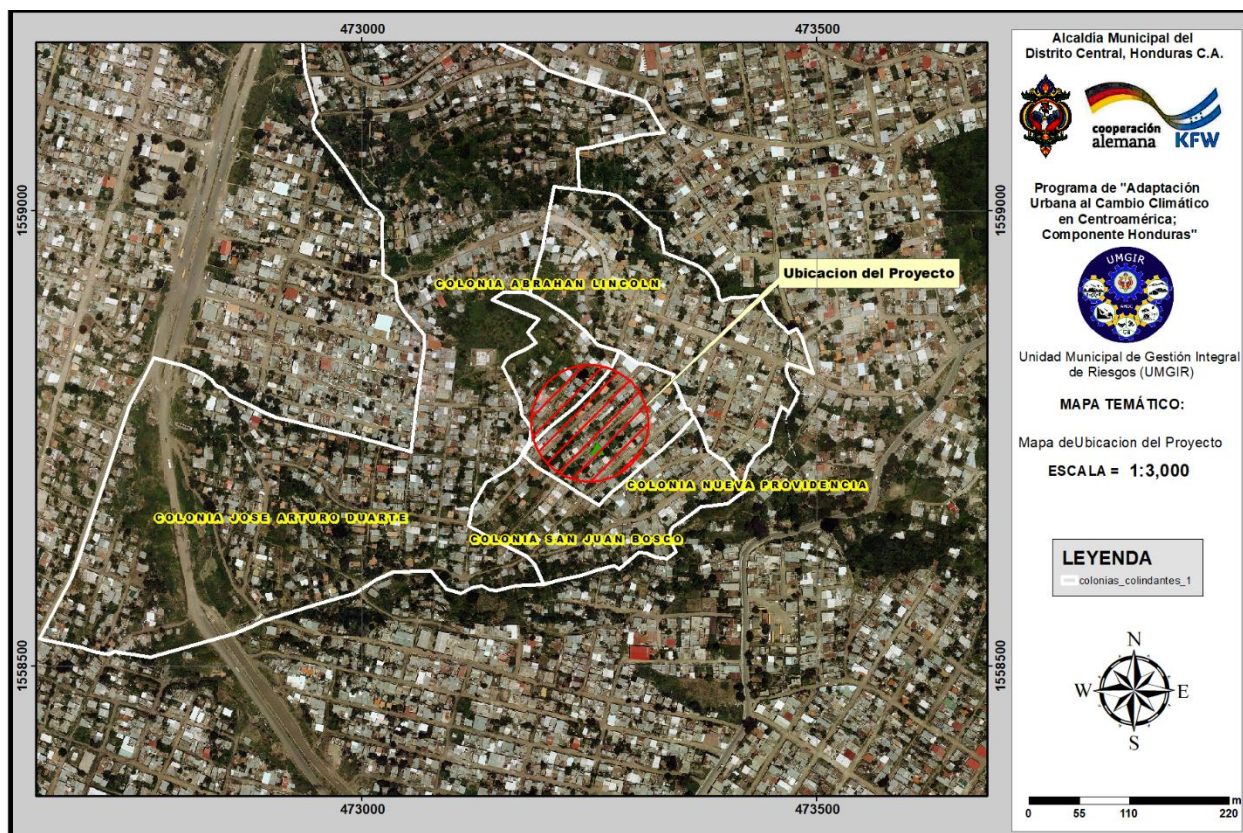 473000
473500
1559000
1559000
COLONIA ABRAHAN LINCOLN
Ubicacion del Proyecto
COLONIA NUEVA PROVIDENCIA
COLONIA JOSE ARTURO DUARTE
COLONIA SAN JUAN BOSCO
1558500
1558500
473000
473500
Alcaldía Municipal del
Distrito Central, Honduras C.A.
cooperación
alemana
KFW
Programa de "Adaptación
Urbana al Cambio Climático
en Centroamérica;
Componente Honduras"
UMGIR
Unidad Municipal de Gestión Integral
de Riesgos (UMGIR)
MAPA TEMÁTICO:
Mapa deUbicacion del Proyecto
ESCALA = 1:3,000
LEYENDA
colonias_colindantes_1
N
W
E
S
m
0 55 110 220